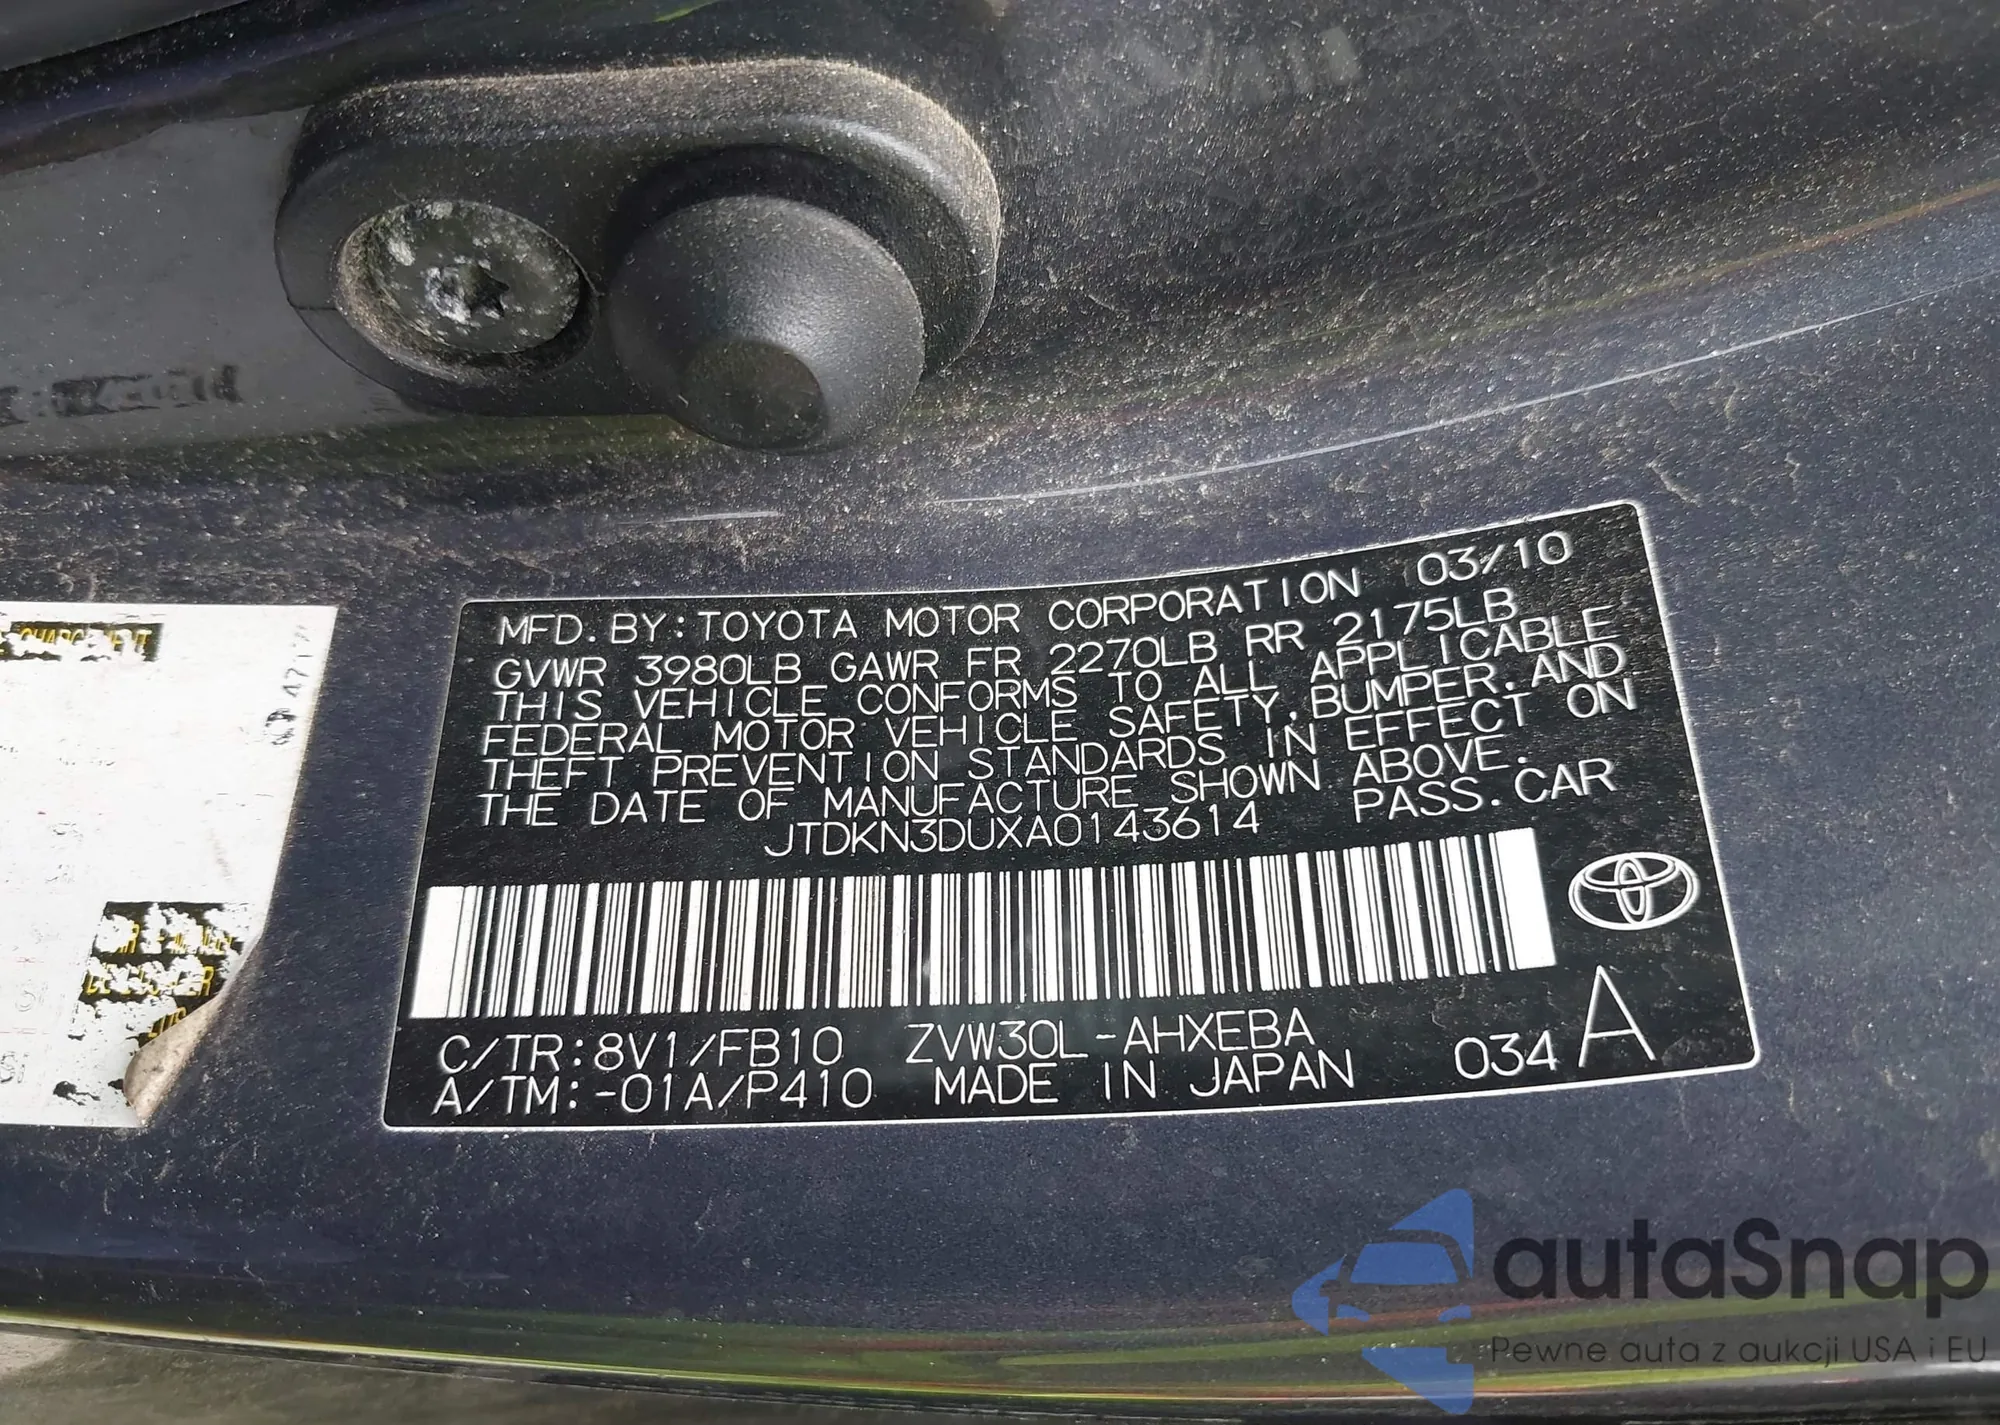 MFD. BY: TOYOTA MOTOR CORPORATION 03/10
GVWR 3980LB GAWR FR 2270LB RR 2175LB
THIS VEHICLE CONFORMS TO ALL APPLICABLE
FEDERAL MOTOR VEHICLE SAFETY, BUMPER, AND
THEFT PREVENTION STANDARDS IN EFFECT ON
THE DATE OF MANUFACTURE SHOWN ABOVE.
JTDKN3DUXA0143614 PASS. CAR
C/TR: 8V1/FB10 ZVW30L-AHXEBA
A/TM: -01A/P410 MADE IN JAPAN 034 A
autaSnap
Pewne auta z aukcji USA i EU